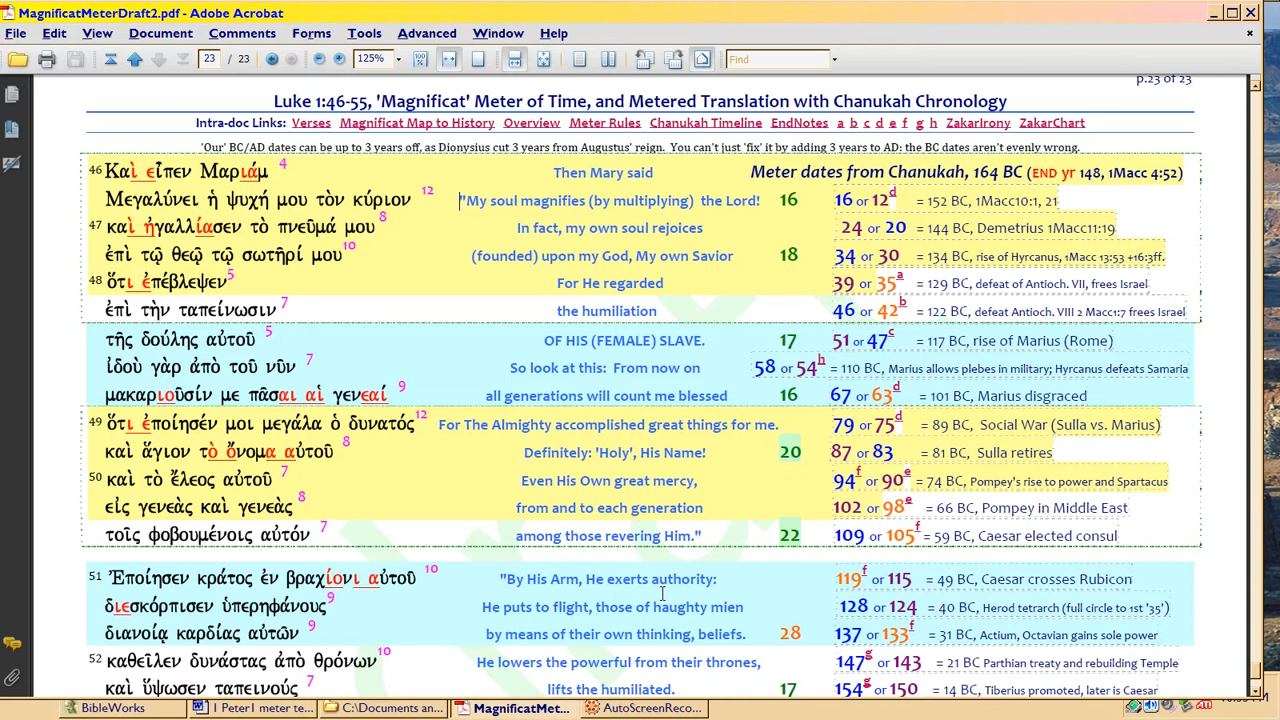 MagnificatMeterDraft2.pdf - Adobe Acrobat
File Edit View Document Comments Forms Tools Advanced Window Help
23 / 23 125% Find
p.23 of 23
Luke 1:46-55, 'Magnificat' Meter of Time, and Metered Translation with Chanukah Chronology
Intra-doc Links: Verses Magnificat Map to History Overview Meter Rules Chanukah Timeline EndNotes a b c d e f g h ZakarIrony ZakarChart
'Our' BC/AD dates can be up to 3 years off, as Dionysius cut 3 years from Augustus' reign. You can't just 'fix' it by adding 3 years to AD: the BC dates aren't evenly wrong.
46 Καὶ εἶπεν Μαριάμ 4 Then Mary said Meter dates from Chanukah, 164 BC (END yr 148, 1Macc 4:52)
Μεγαλύνει ἡ ψυχή μου τὸν κύριον 12 "My soul magnifies (by multiplying) the Lord! 16 16 or 12 d = 152 BC, 1Macc10:1, 21
47 καὶ ἠγαλλίασεν τὸ πνεῦμά μου 8 In fact, my own soul rejoices 24 or 20 = 144 BC, Demetrius 1Macc11:19
ἐπὶ τῷ θεῷ τῷ σωτηρί μου 10 (founded) upon my God, My own Savior 18 34 or 30 = 134 BC, rise of Hyrcanus, 1Macc 13:53 +16:3ff.
48 ὅτι ἐπέβλεψεν 5 For He regarded 39 or 35 a = 129 BC, defeat of Antioch. VII, frees Israel
ἐπὶ τὴν ταπείνωσιν 7 the humiliation 46 or 42 b = 122 BC, defeat Antioch. VIII 2 Macc1:7 frees Israel
τῆς δούλης αὐτοῦ 5 OF HIS (FEMALE) SLAVE. 17 51 or 47 c = 117 BC, rise of Marius (Rome)
ἰδοὺ γὰρ ἀπὸ τοῦ νῦν 7 So look at this: From now on 58 or 54 h = 110 BC, Marius allows plebes in military; Hyrcanus defeats Samaria
μακαριοῦσίν με πᾶσαι αἱ γενεαί 9 all generations will count me blessed 16 67 or 63 d = 101 BC, Marius disgraced
49 ὅτι ἐποίησέν μοι μεγάλα ὁ δυνατός 12 For The Almighty accomplished great things for me. 79 or 75 d = 89 BC, Social War (Sulla vs. Marius)
καὶ ἅγιον τὸ ὄνομα αὐτοῦ 8 Definitely: 'Holy', His Name! 20 87 or 83 = 81 BC, Sulla retires
50 καὶ τὸ ἔλεος αὐτοῦ 7 Even His Own great mercy, 94 f or 90 e = 74 BC, Pompey's rise to power and Spartacus
εἰς γενεὰς καὶ γενεὰς 8 from and to each generation 102 or 98 e = 66 BC, Pompey in Middle East
τοῖς φοβουμένοις αὐτόν 7 among those revering Him." 22 109 or 105 f = 59 BC, Caesar elected consul
51 Ἐποίησεν κράτος ἐν βραχίονι αὐτοῦ 10 "By His Arm, He exerts authority: 119 f or 115 = 49 BC, Caesar crosses Rubicon
διεσκόρπισεν ὑπερηφάνους 9 He puts to flight, those of haughty mien 128 or 124 = 40 BC, Herod tetrarch (full circle to 1st '35')
διανοίᾳ καρδίας αὐτῶν 9 by means of their own thinking, beliefs. 28 137 or 133 f = 31 BC, Actium, Octavian gains sole power
52 καθεῖλεν δυνάστας ἀπὸ θρόνων 10 He lowers the powerful from their thrones, 147 g or 143 = 21 BC Parthian treaty and rebuilding Temple
καὶ ὕψωσεν ταπεινούς 7 lifts the humiliated. 17 154 g or 150 = 14 BC, Tiberius promoted, later is Caesar
BibleWorks 1 Peter1 meter te... C:\Documents an... MagnificatMet... AutoScreenReco...